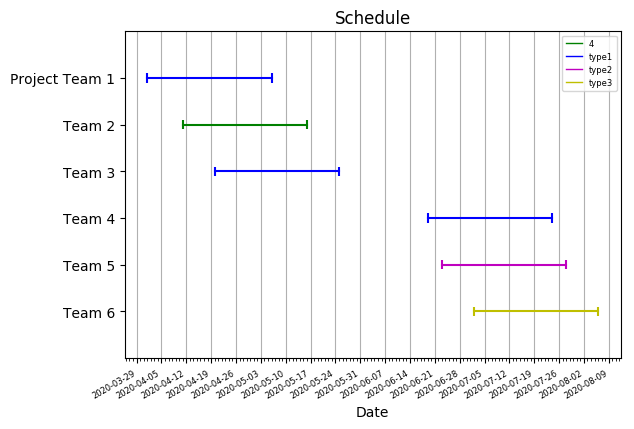 Schedule
4
type1
type2
type3
Project Team 1
Team 2
Team 3
Team 4
Team 5
Team 6
2020-03-29
2020-04-05
2020-04-12
2020-04-19
2020-04-26
2020-05-03
2020-05-10
2020-05-17
2020-05-24
2020-05-31
2020-06-07
2020-06-14
2020-06-21
2020-06-28
2020-07-05
2020-07-12
2020-07-19
2020-07-26
2020-08-02
2020-08-09
Date